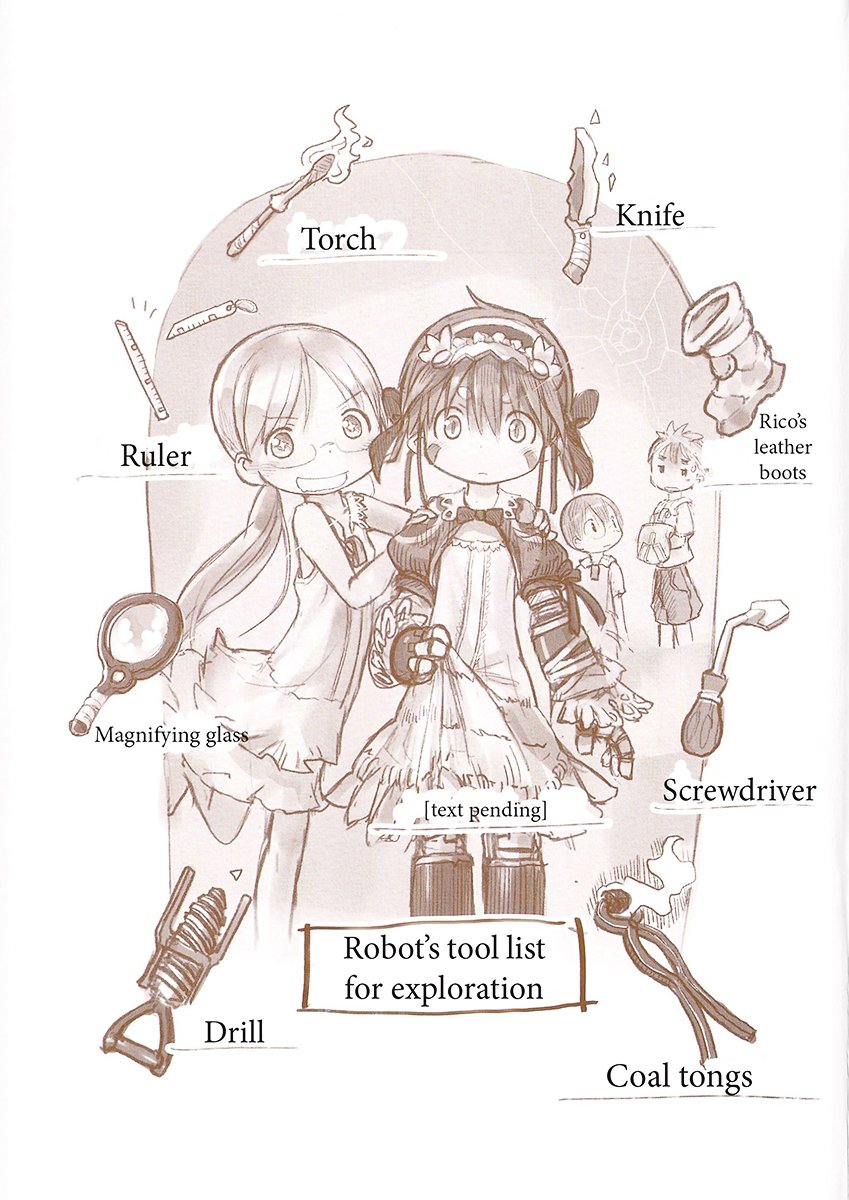 Torch
Knife
Ruler
Rico's
leather
boots
Magnifying glass
Screwdriver
[text pending]
Robot's tool list
for exploration
Drill
Coal tongs